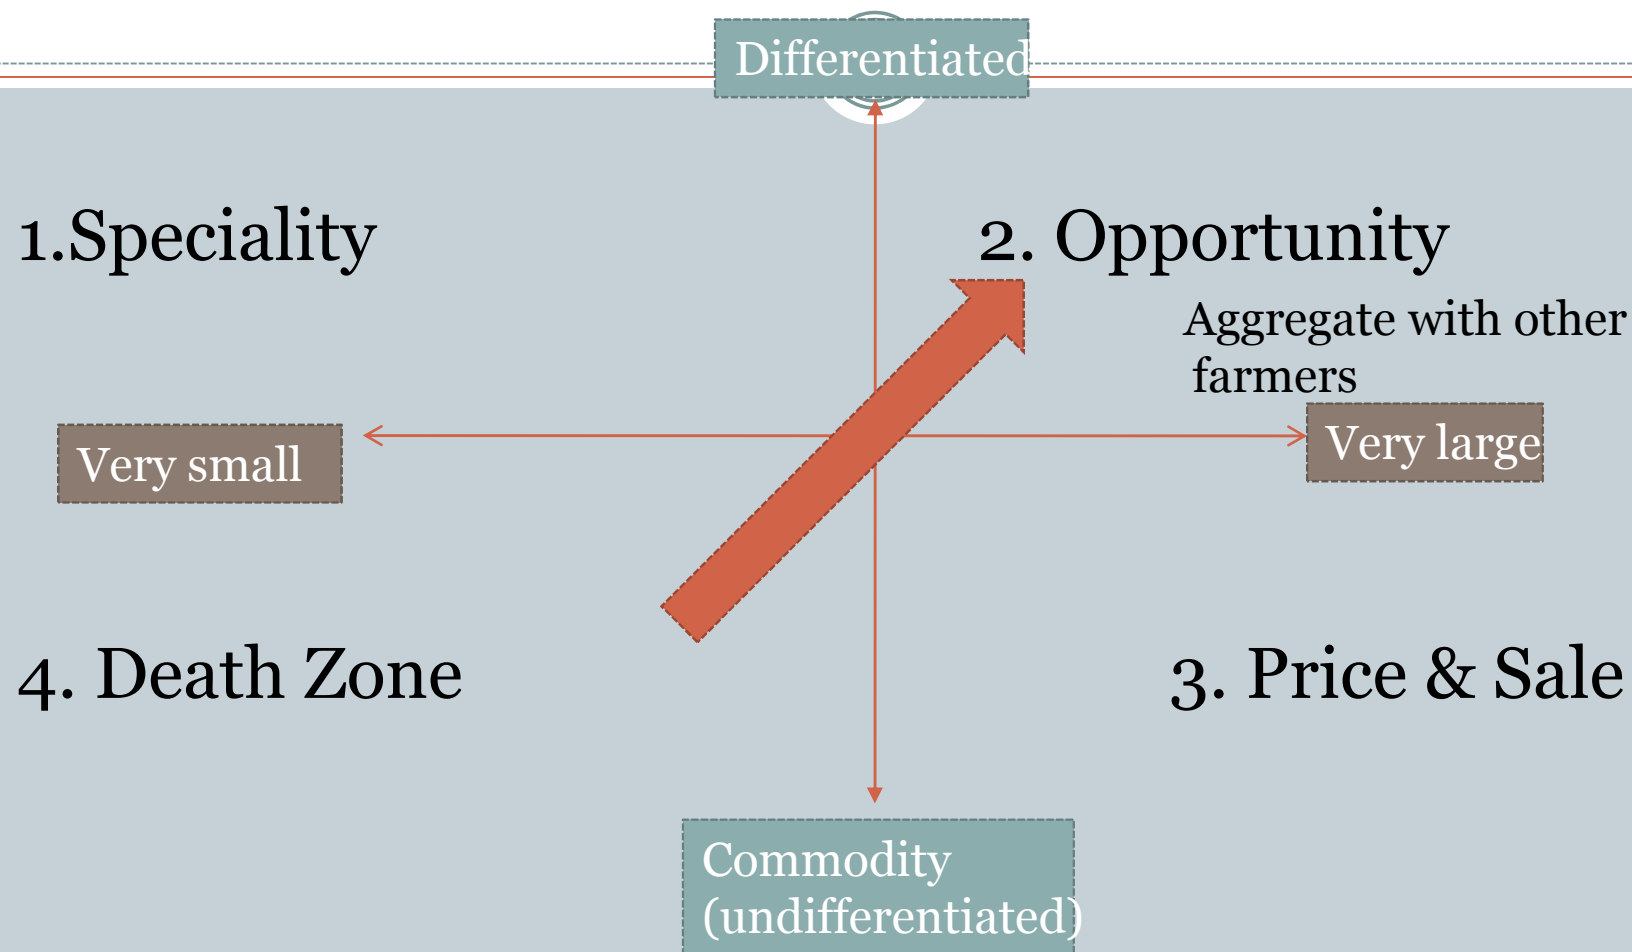 Differentiated
1.Speciality
2. Opportunity
Aggregate with other
farmers
Very small
Very large
4. Death Zone
3. Price & Sale
Commodity
(undifferentiated)